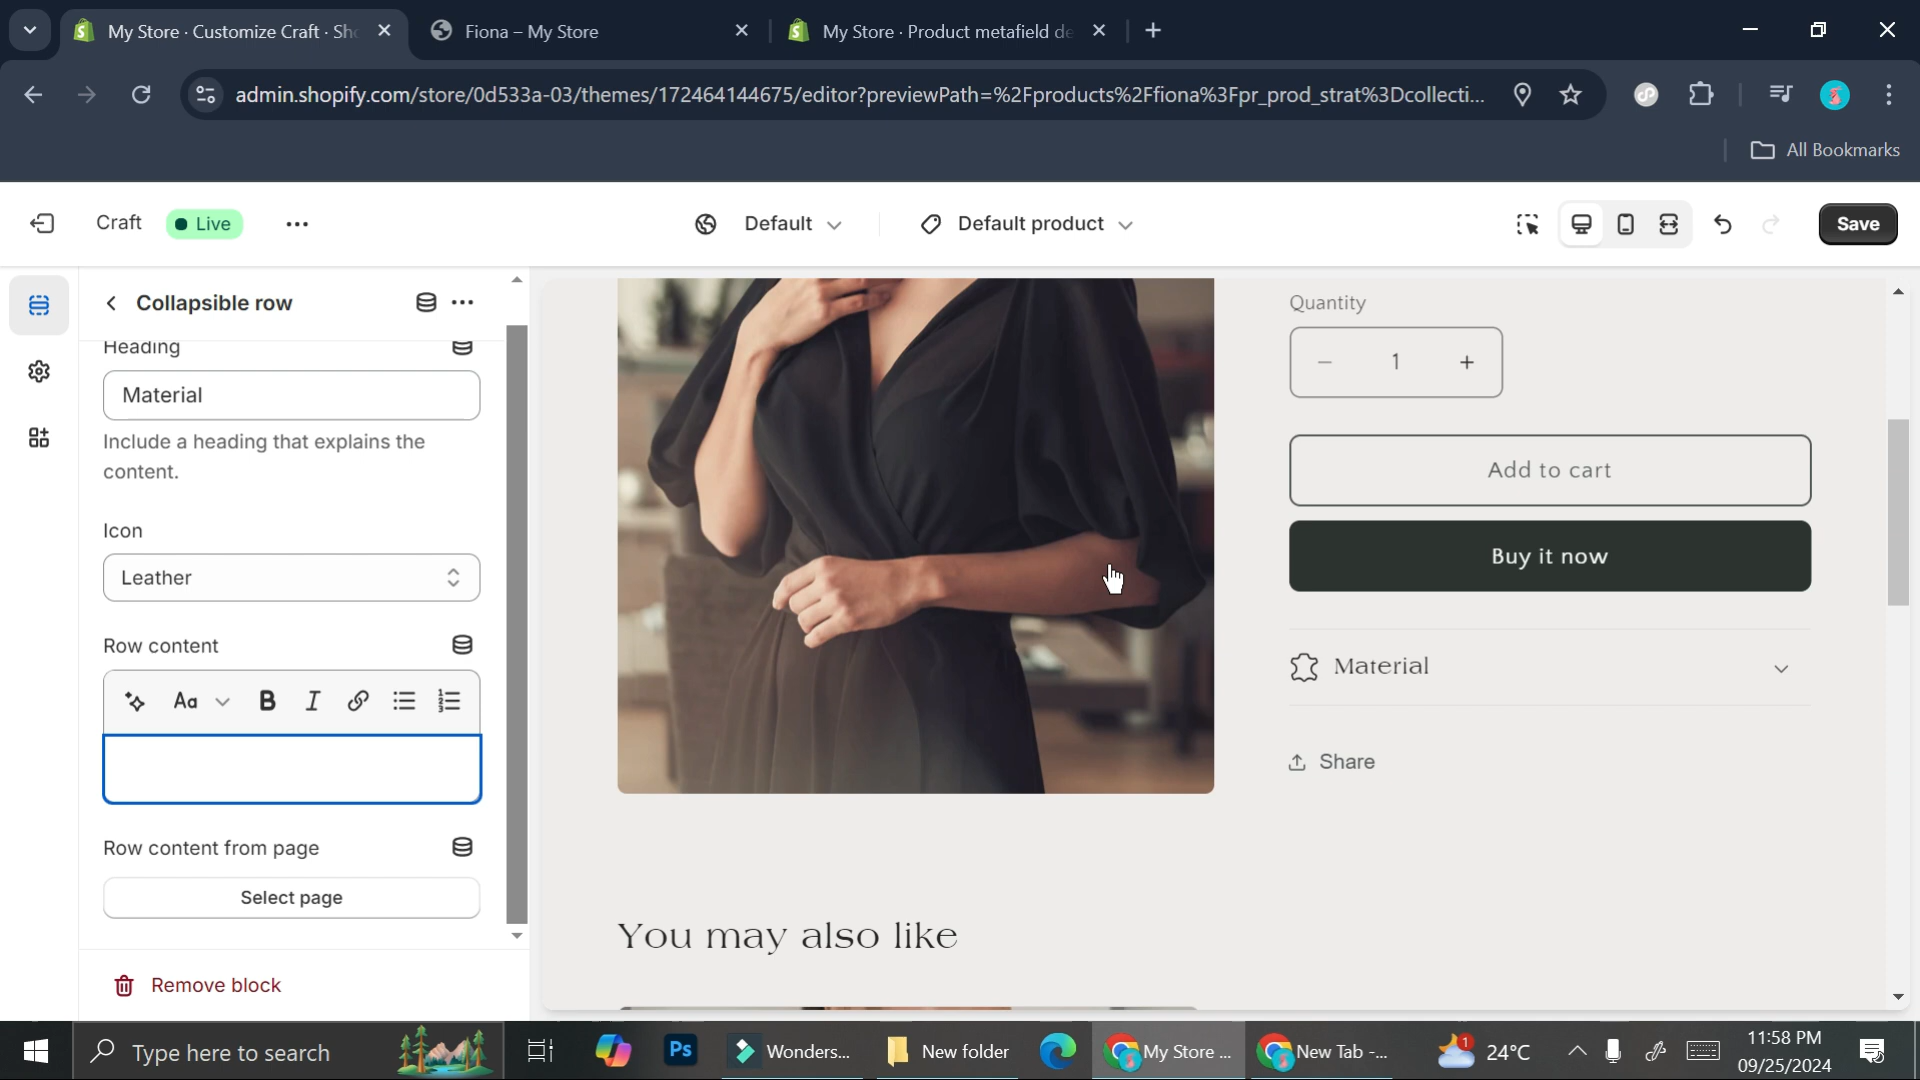 My Store · Customize Craft · Sh
Fiona – My Store
My Store · Product metafield de
admin.shopify.com/store/0d533a-03/themes/172464144675/editor?previewPath=%2Fproducts%2Ffiona%3Fpr_prod_strat%3Dcollecti...
All Bookmarks
Craft
Live
Default
Default product
Save
Collapsible row
Heading
Material
Include a heading that explains the
content.
Icon
Leather
Row content
Aa
B
I
Row content from page
Select page
Remove block
Quantity
1
Add to cart
Buy it now
Material
Share
You may also like
Type here to search
Ps
Wonders...
New folder
My Store ...
New Tab -...
1
24°C
11:58 PM
09/25/2024